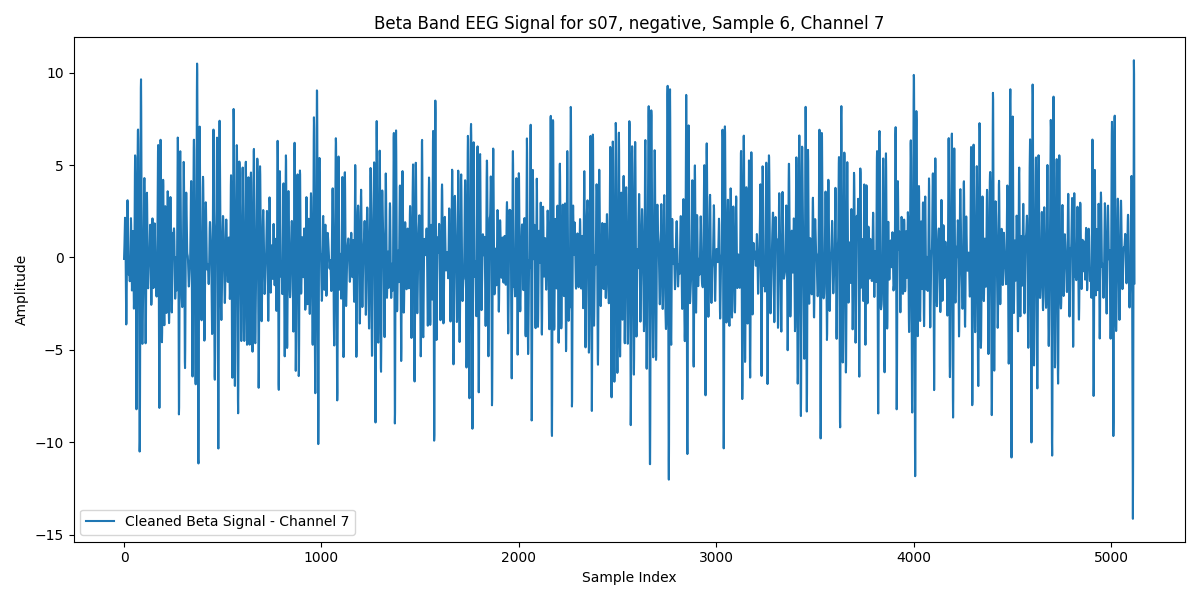 Beta Band EEG Signal for s07, negative, Sample 6, Channel 7
Amplitude
10
5
0
−5
−10
−15
Cleaned Beta Signal - Channel 7
0 1000 2000 3000 4000 5000
Sample Index